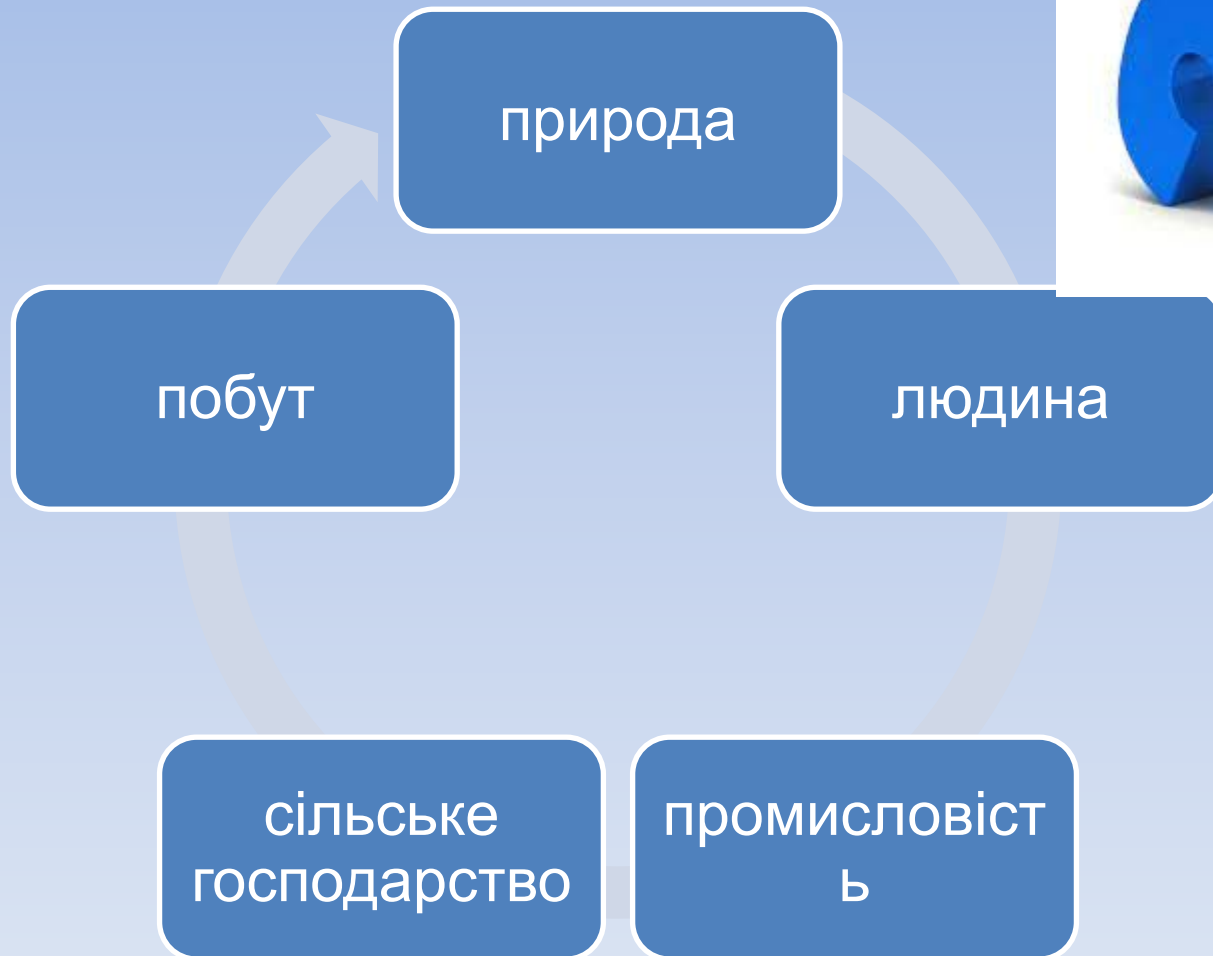 природа
побут
людина
сільське
господарство
промисловіст
ь